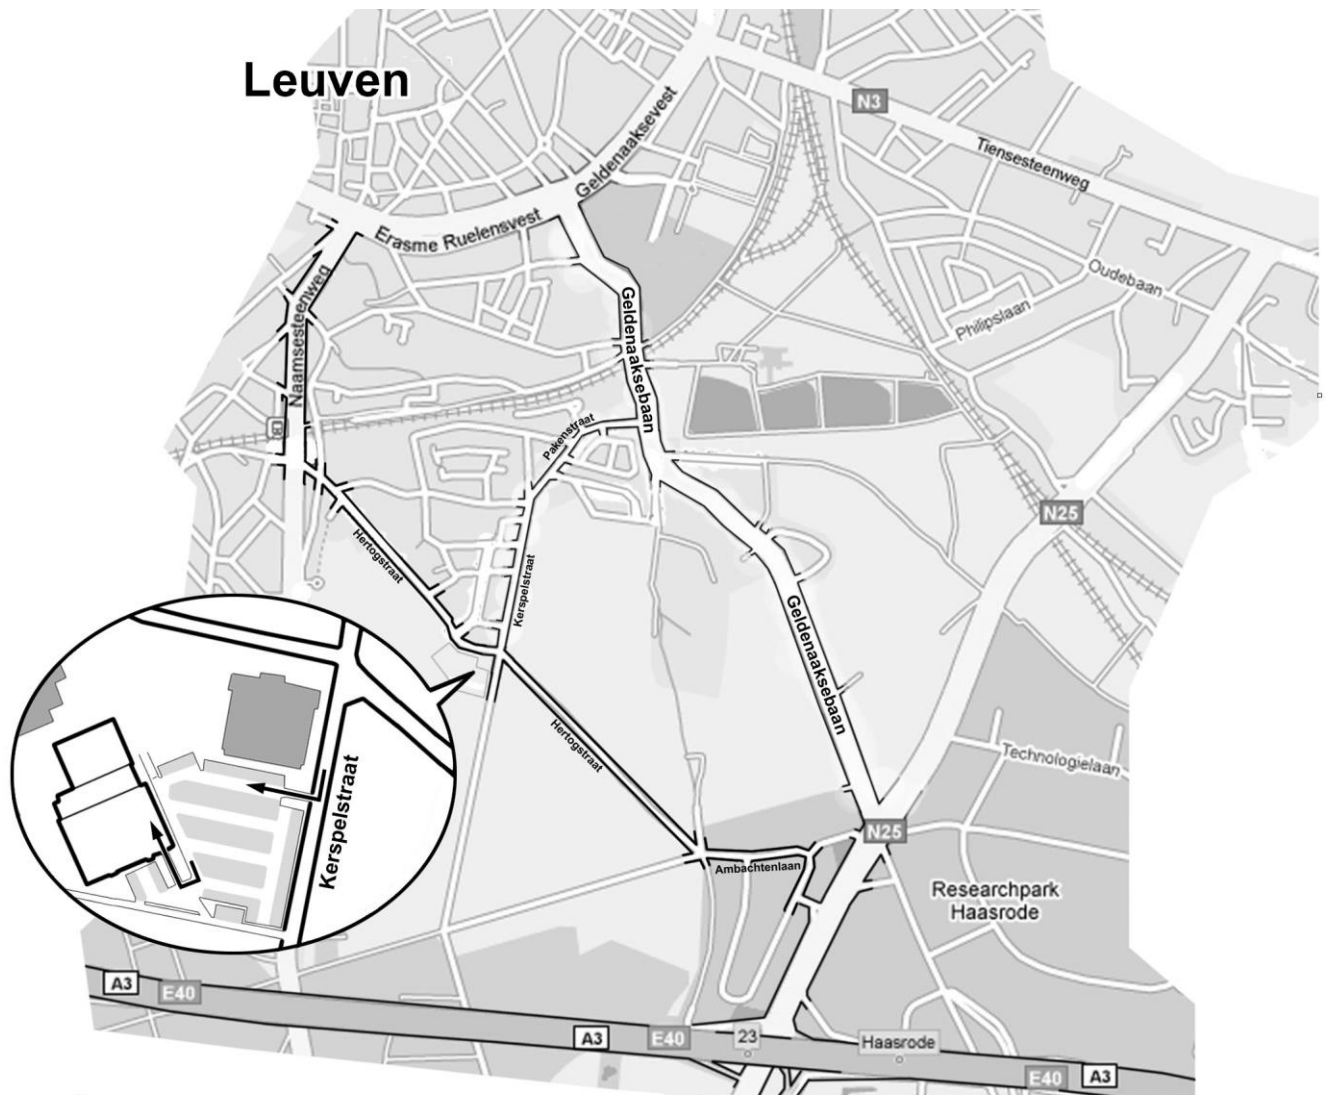 Leuven
N3
Geldenaaksevest
Tiensesteenweg
Erasme Ruelensvest
Naamsesteenweg
Oudebaan
Philipslaan
Geldenaaksebaan
Pakenstraat
N25
Hertogstraat
Kerspelstraat
Geldenaaksebaan
Hertogstraat
Technologielaan
Kerspelstraat
N25
Ambachtenlaan
Researchpark
Haasrode
A3
E40
A3
E40
23
Haasrode
E40
A3